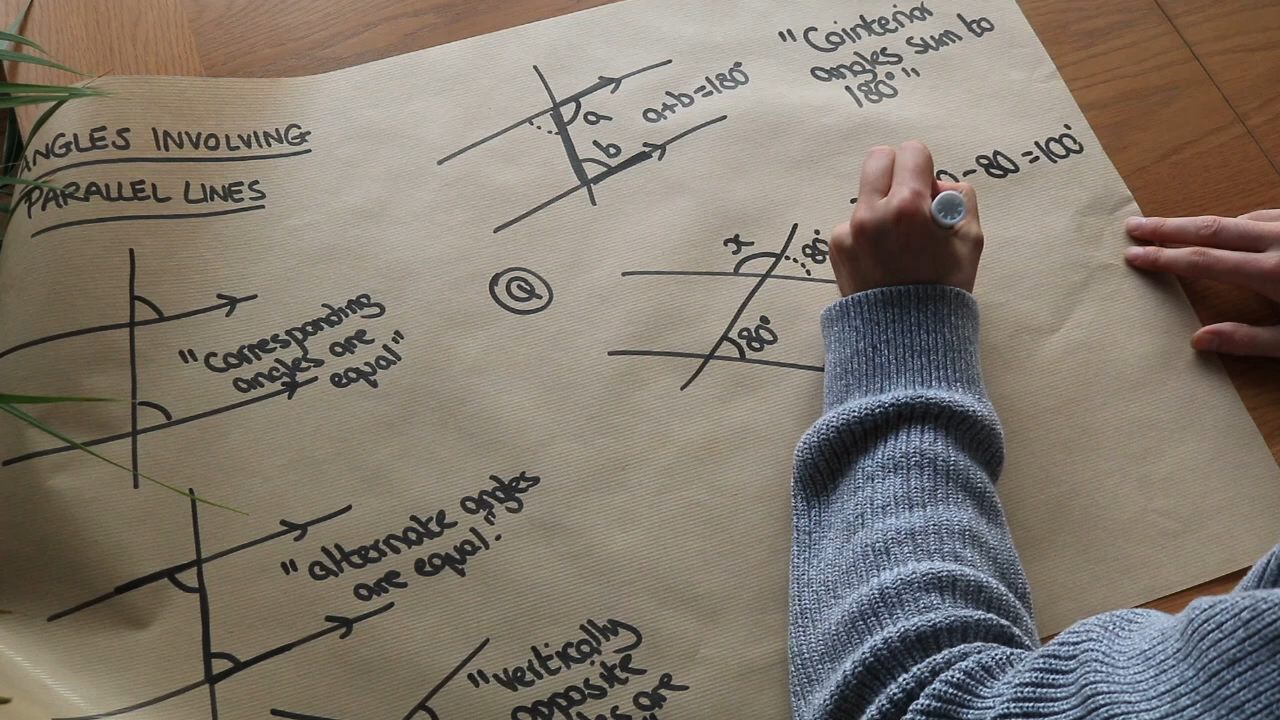 ANGLES INVOLVING
PARALLEL LINES
"Corresponding
angles are
equal"
"alternate angles
are equal."
"vertically
opposite
are
a
b
a+b=180°
"Cointerior
angles sum to
180°"
Q
x
80°
80°
-80=100°